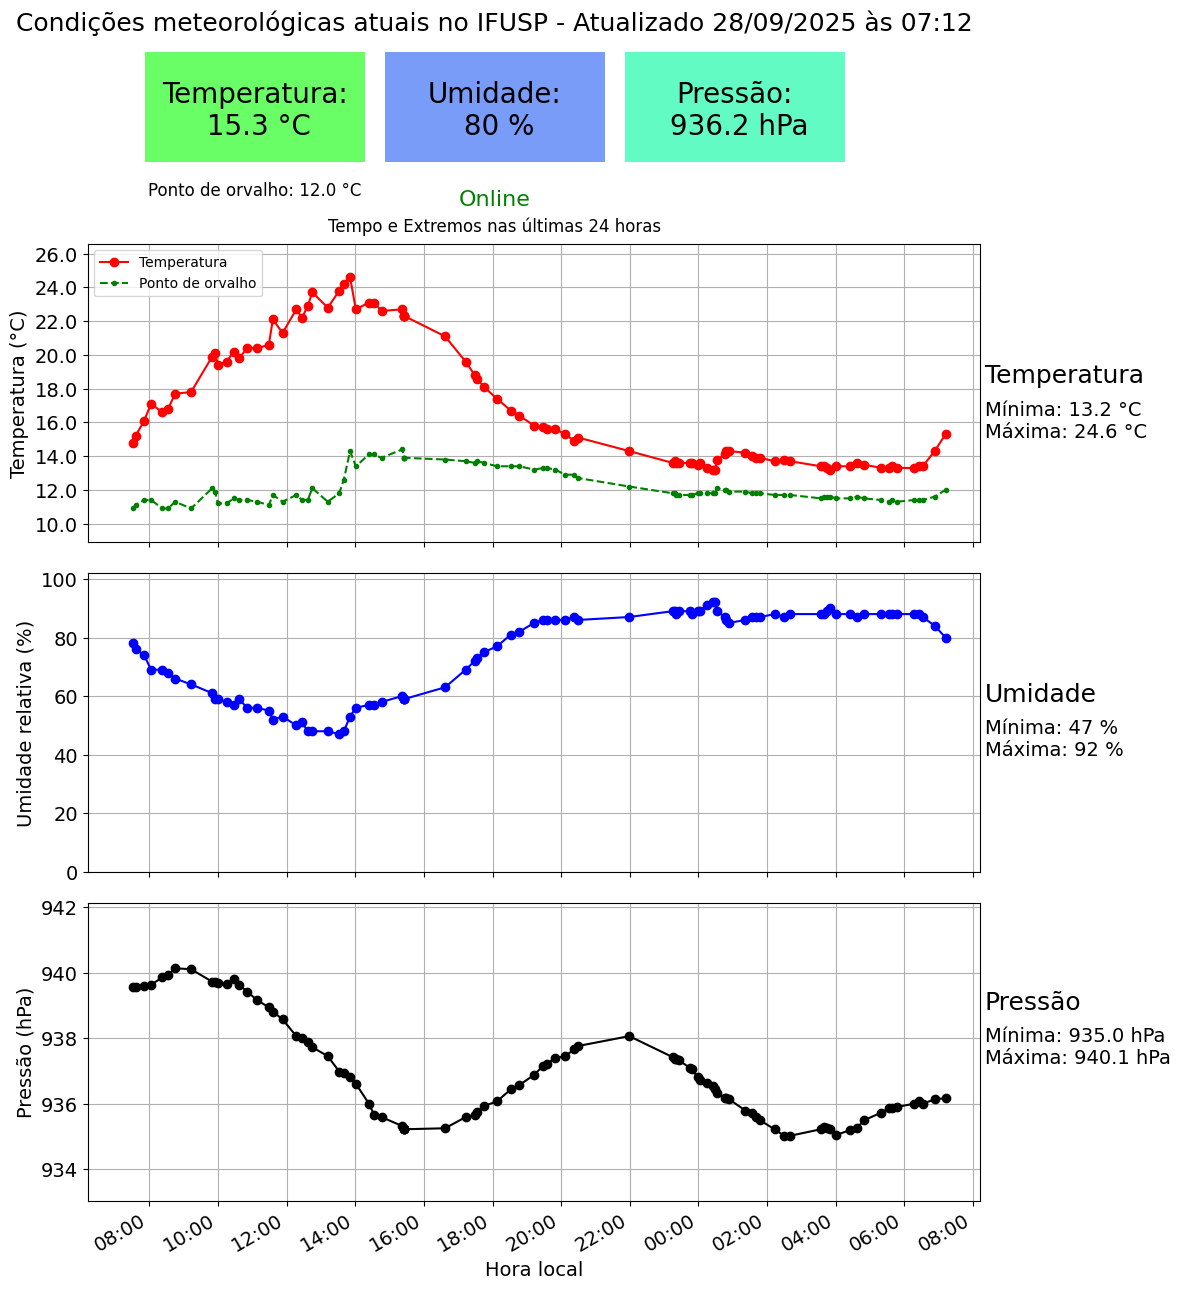 Condições meteorológicas atuais no IFUSP - Atualizado 28/09/2025 às 07:12
Temperatura:
15.3 °C
Umidade:
80 %
Pressão:
936.2 hPa
Ponto de orvalho: 12.0 °C
Online
Tempo e Extremos nas últimas 24 horas
Temperatura
Ponto de orvalho
Temperatura (°C)
26.0
24.0
22.0
20.0
18.0
16.0
14.0
12.0
10.0
Temperatura
Mínima: 13.2 °C
Máxima: 24.6 °C
Umidade relativa (%)
100
80
60
40
20
0
Umidade
Mínima: 47 %
Máxima: 92 %
Pressão (hPa)
942
940
938
936
934
Pressão
Mínima: 935.0 hPa
Máxima: 940.1 hPa
08:00 10:00 12:00 14:00 16:00 18:00 20:00 22:00 00:00 02:00 04:00 06:00 08:00
Hora local